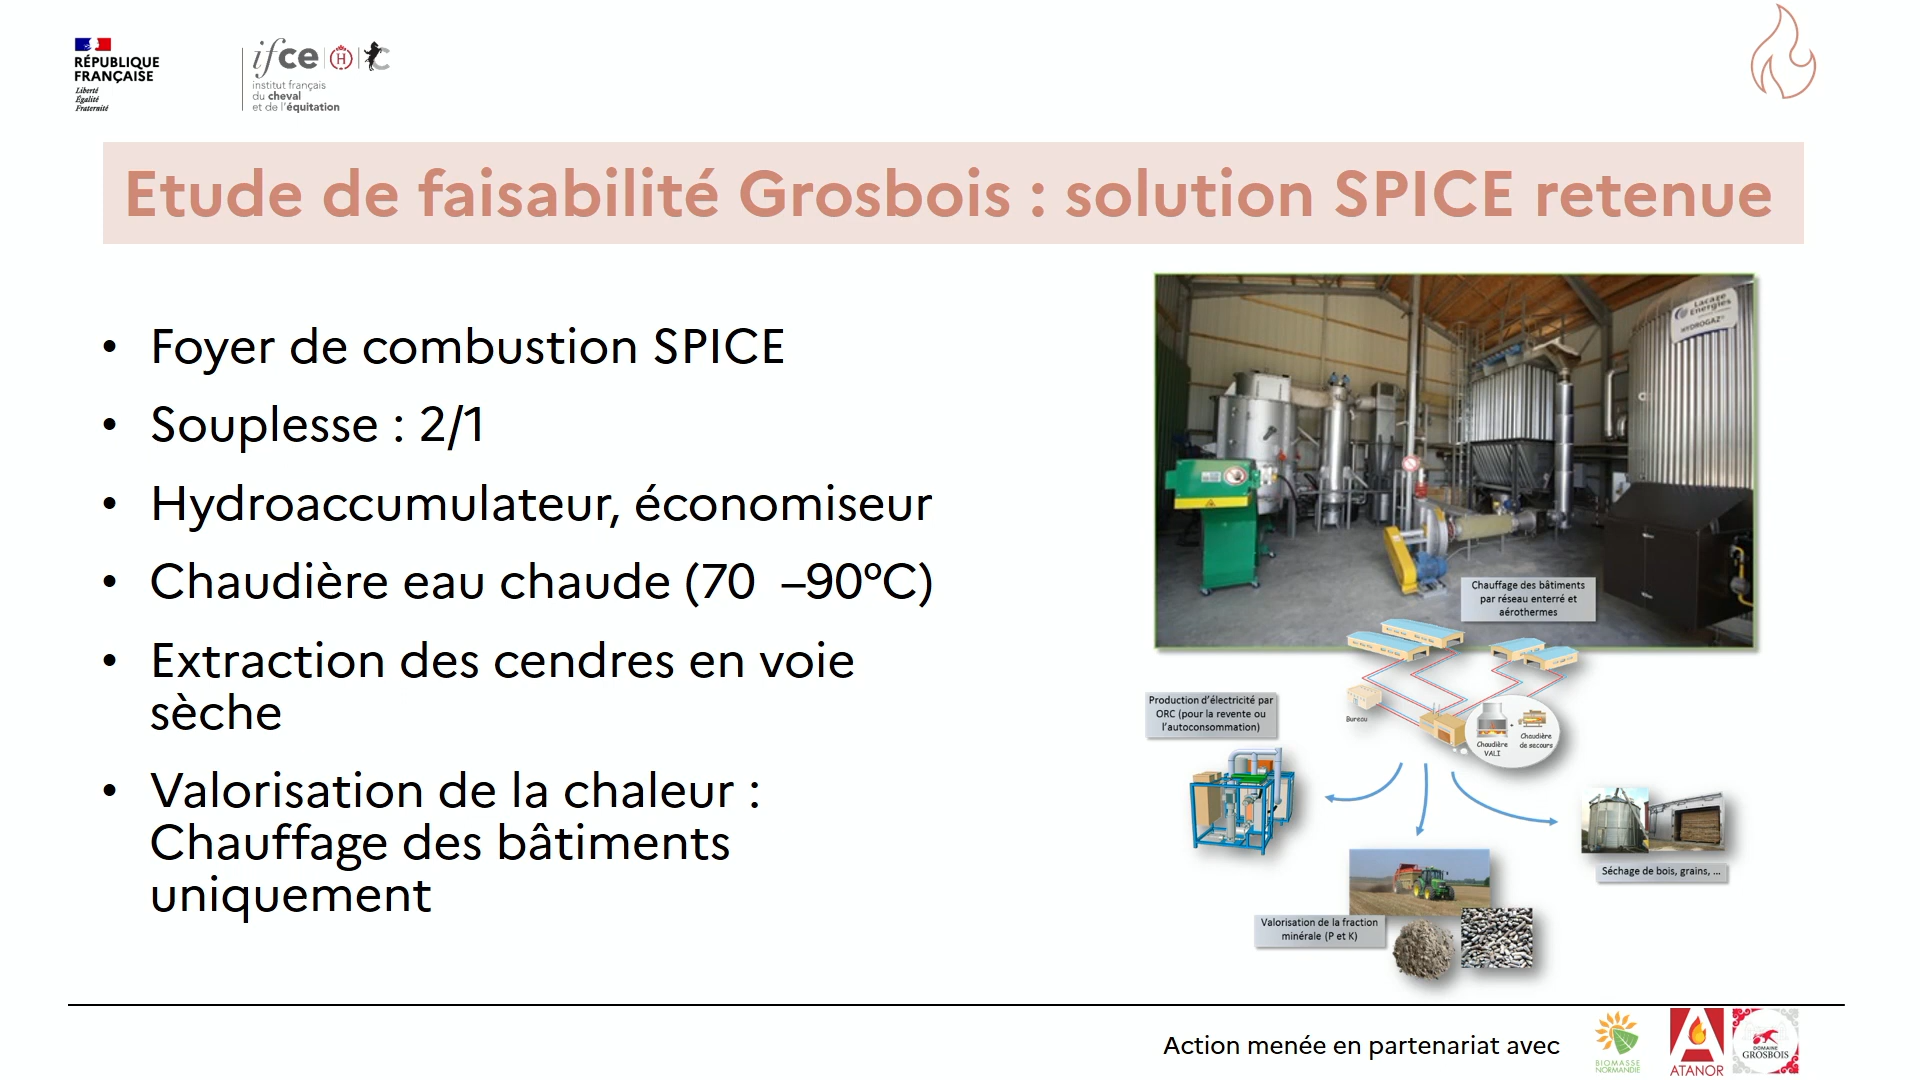 RÉPUBLIQUE
FRANÇAISE
Liberté
Égalité
Fraternité
ifce
institut français
du cheval
et de l'équitation
Etude de faisabilité Grosbois : solution SPICE retenue
• Foyer de combustion SPICE
• Souplesse : 2/1
• Hydroaccumulateur, économiseur
• Chaudière eau chaude (70 –90°C)
• Extraction des cendres en voie
sèche
• Valorisation de la chaleur :
Chauffage des bâtiments
uniquement
Lacaze
Energies
HYDROGAZ®
Chauffage des bâtiments
par réseau enterré et
aérothermes
Production d'électricité par
ORC (pour la revente ou
l'autoconsommation)
Bureau
Chaudière
VALI
+
Chaudière
de secours
Séchage de bois, grains, ...
Valorisation de la fraction
minérale (P et K)
Action menée en partenariat avec
BIOMASSE
NORMANDIE
ATANOR
DOMAINE
GROSBOIS